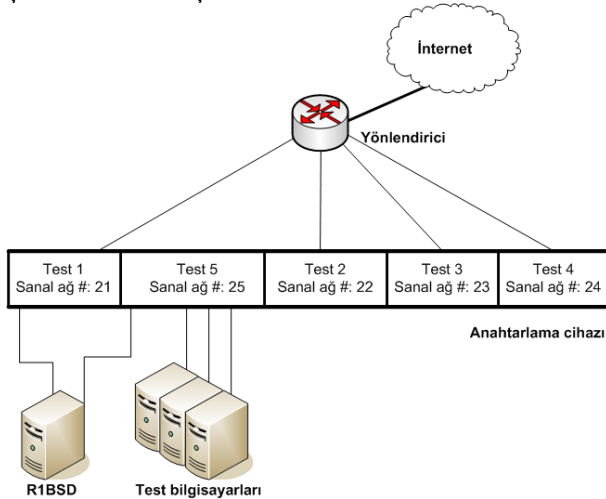 İnternet
Yönlendirici
Test 1
Sanal ağ #: 21
Test 5
Sanal ağ #: 25
Test 2
Sanal ağ #: 22
Test 3
Sanal ağ #: 23
Test 4
Sanal ağ #: 24
Anahtarlama cihazı
R1BSD
Test bilgisayarları